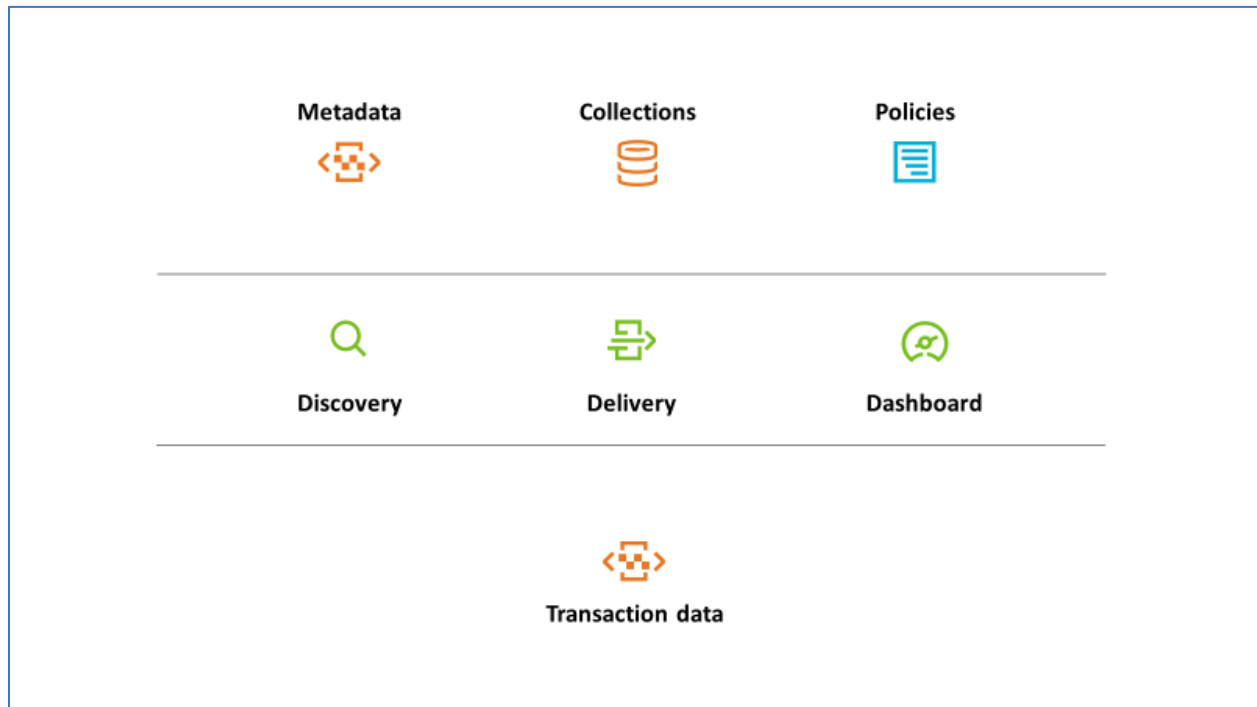 Metadata
Collections
Policies
Discovery
Delivery
Dashboard
Transaction data